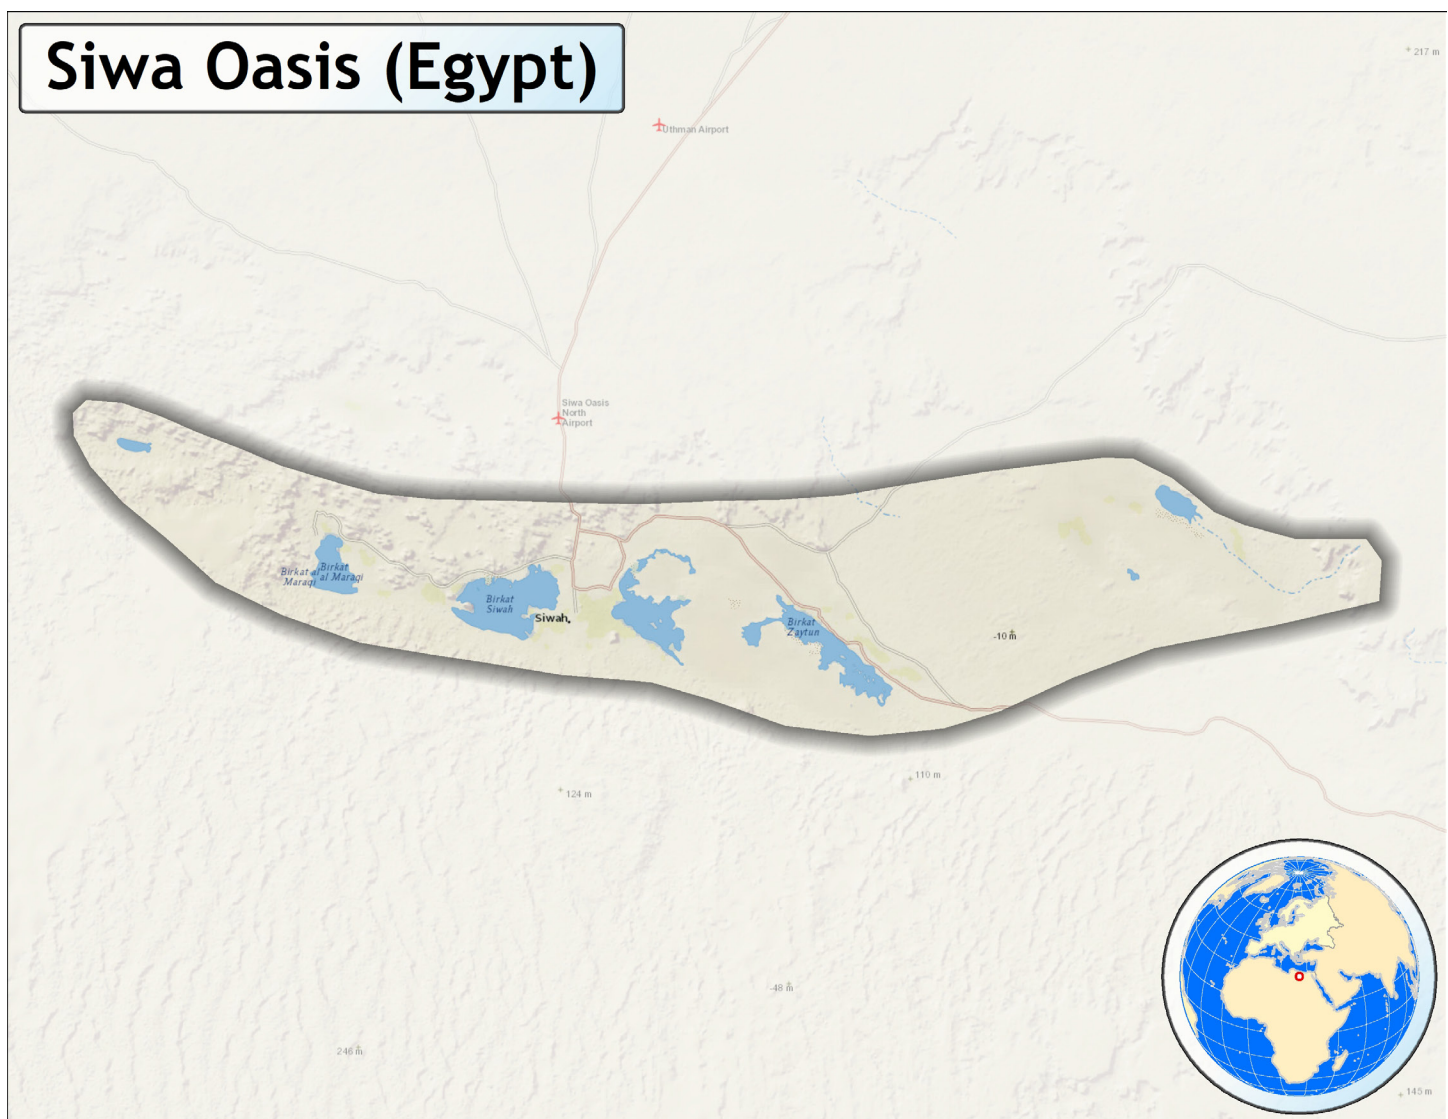 Siwa Oasis (Egypt)
217 m
Uthman Airport
Siwa Oasis
North
Airport
Birkat al
Maraqi
Birkat
al Maraqi
Birkat
Siwah
Siwah
Birkat
Zaytun
-10 m
110 m
124 m
-48 m
246 m
145 m